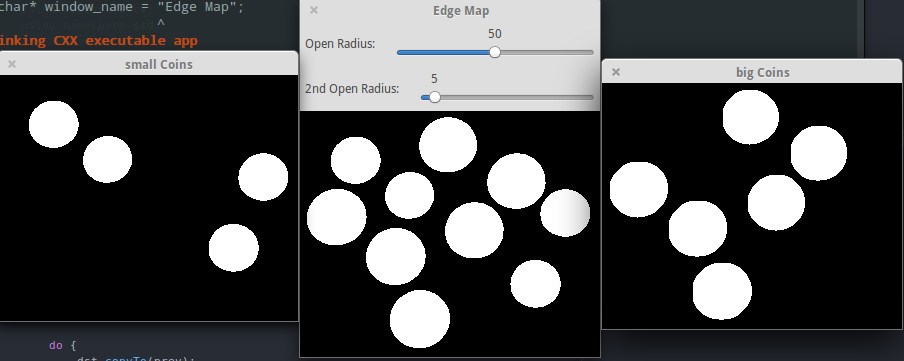 char* window_name = "Edge Map";
^
inking CXX executable app
small Coins
Edge Map
Open Radius:
50
2nd Open Radius:
5
big Coins
do {
dst.copyTo(prev);